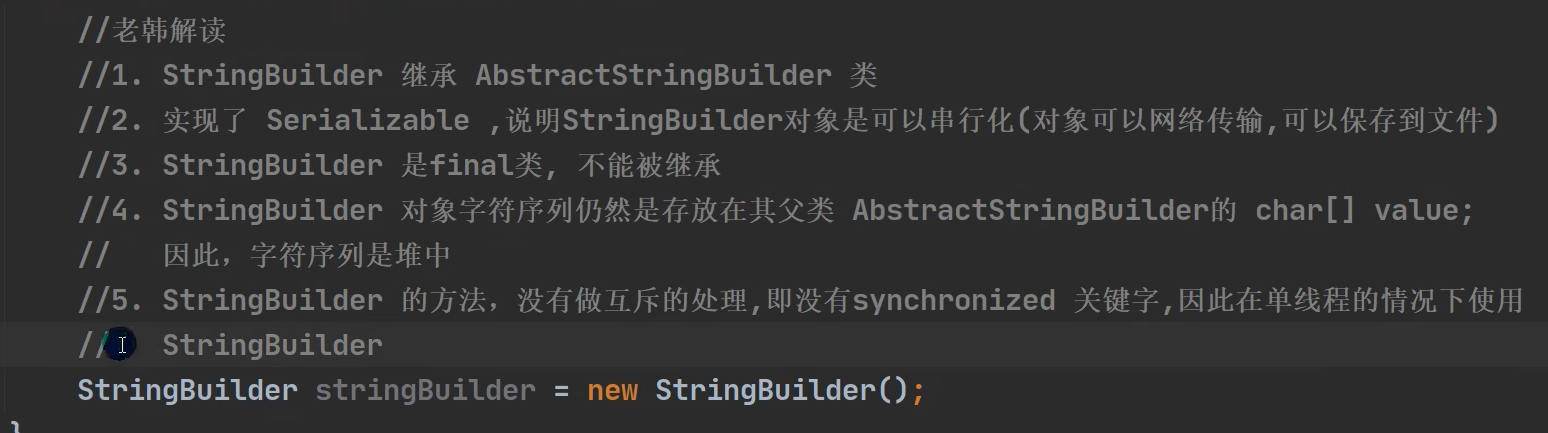 //老韩解读
//1. StringBuilder 继承 AbstractStringBuilder 类
//2. 实现了 Serializable ,说明StringBuilder对象是可以串行化(对象可以网络传输,可以保存到文件)
//3. StringBuilder 是final类, 不能被继承
//4. StringBuilder 对象字符序列仍然是存放在其父类 AbstractStringBuilder的 char[] value;
//   因此，字符序列是堆中
//5. StringBuilder 的方法，没有做互斥的处理,即没有synchronized 关键字,因此在单线程的情况下使用
//   StringBuilder
StringBuilder stringBuilder = new StringBuilder();
}